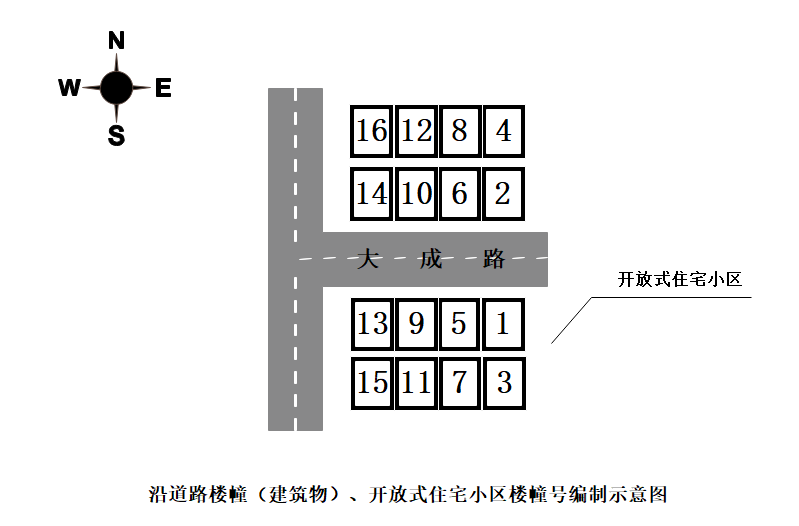 N
W E
S
16 12 8 4
14 10 6 2
大成路
开放式住宅小区
13 9 5 1
15 11 7 3
沿道路楼幢（建筑物）、开放式住宅小区楼幢号编制示意图